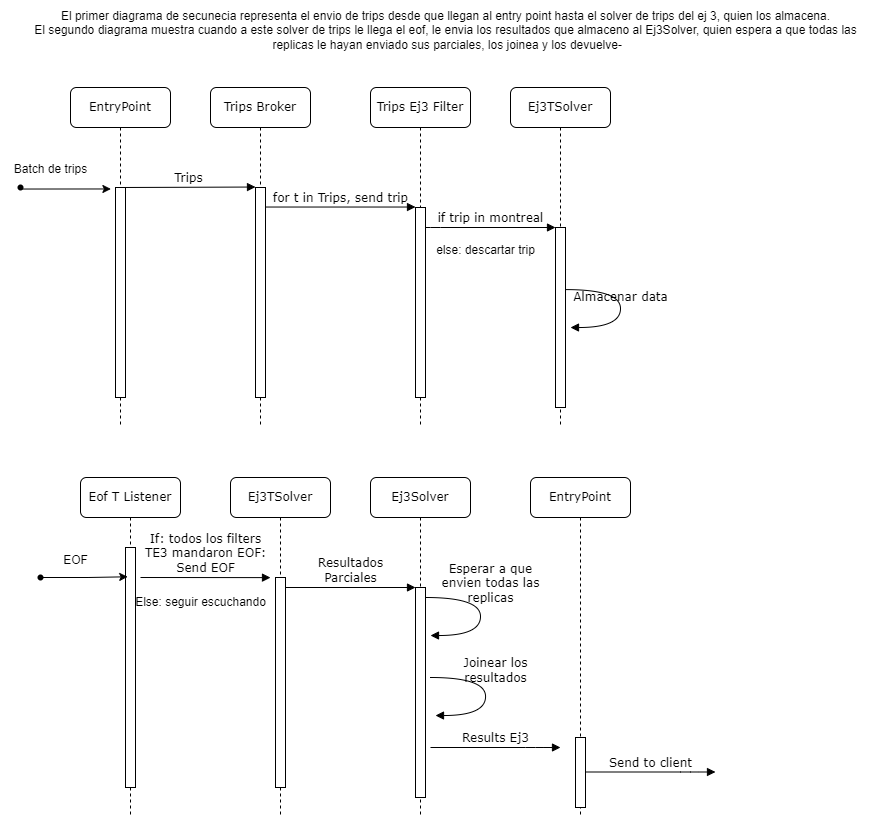 El primer diagrama de secunecia representa el envio de trips desde que llegan al entry point hasta el solver de trips del ej 3, quien los almacena.
El segundo diagrama muestra cuando a este solver de trips le llega el eof, le envia los resultados que almaceno al Ej3Solver, quien espera a que todas las
replicas le hayan enviado sus parciales, los joinea y los devuelve-
EntryPoint
Trips Broker
Trips Ej3 Filter
Ej3TSolver
Batch de trips
Trips
for t in Trips, send trip
if trip in montreal
else: descartar trip
Almacenar data
Eof T Listener
Ej3TSolver
Ej3Solver
EntryPoint
EOF
If: todos los filters
TE3 mandaron EOF:
Send EOF
Else: seguir escuchando
Resultados
Parciales
Esperar a que
envien todas las
replicas
Joinear los
resultados
Results Ej3
Send to client